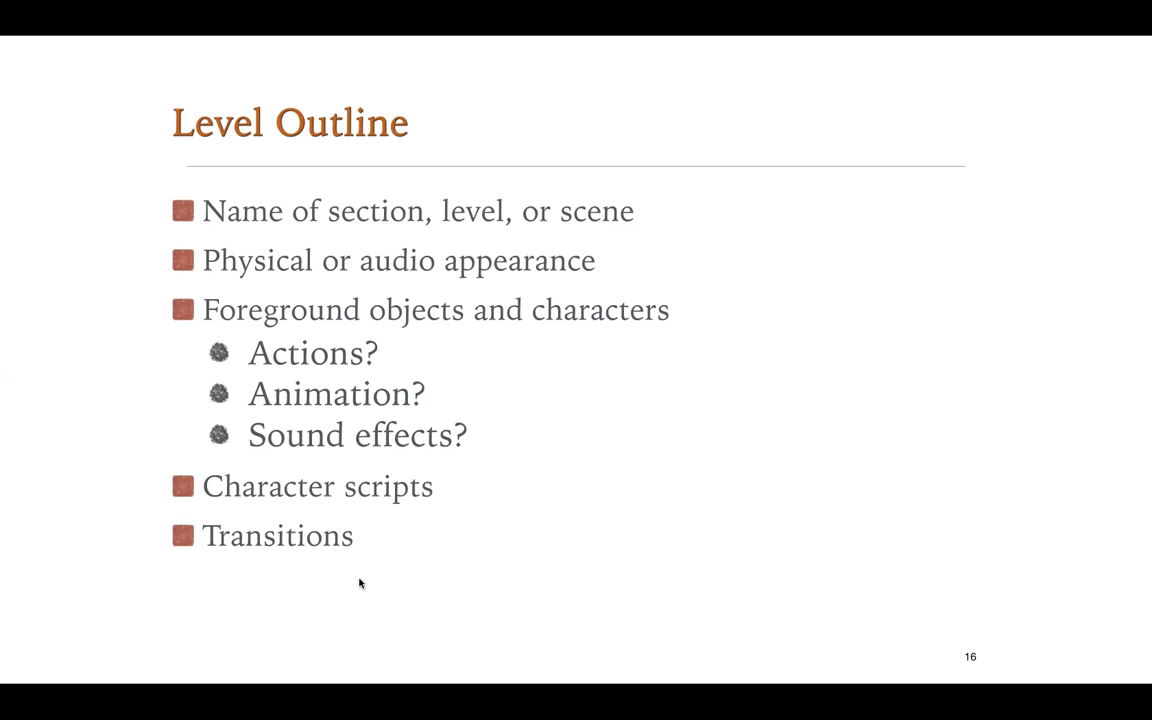 Level Outline
Name of section, level, or scene
Physical or audio appearance
Foreground objects and characters
Actions?
Animation?
Sound effects?
Character scripts
Transitions
16